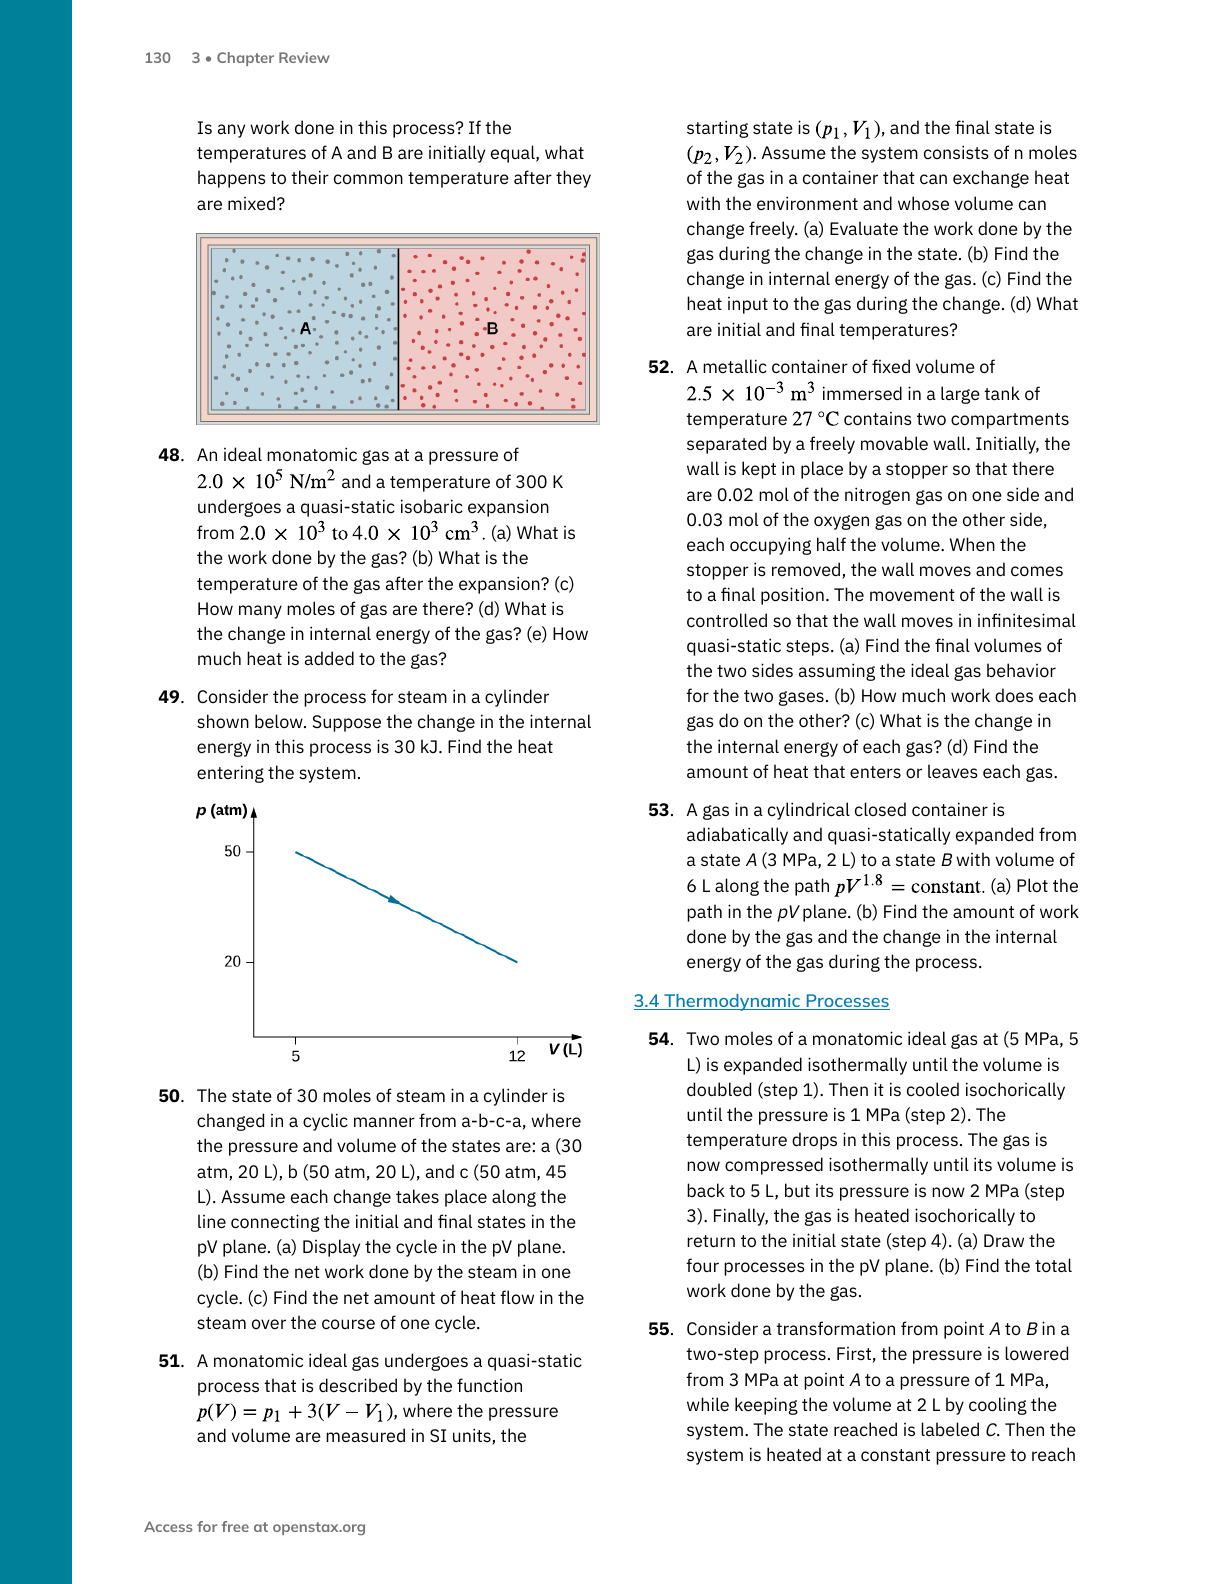 130 3 • Chapter Review
Is any work done in this process? If the
temperatures of A and B are initially equal, what
happens to their common temperature after they
are mixed?
A
B
48. An ideal monatomic gas at a pressure of
2.0 × 10⁵ N/m² and a temperature of 300 K
undergoes a quasi-static isobaric expansion
from 2.0 × 10³ to 4.0 × 10³ cm³. (a) What is
the work done by the gas? (b) What is the
temperature of the gas after the expansion? (c)
How many moles of gas are there? (d) What is
the change in internal energy of the gas? (e) How
much heat is added to the gas?
49. Consider the process for steam in a cylinder
shown below. Suppose the change in the internal
energy in this process is 30 kJ. Find the heat
entering the system.
p (atm)
50
20
5
12
V (L)
50. The state of 30 moles of steam in a cylinder is
changed in a cyclic manner from a-b-c-a, where
the pressure and volume of the states are: a (30
atm, 20 L), b (50 atm, 20 L), and c (50 atm, 45
L). Assume each change takes place along the
line connecting the initial and final states in the
pV plane. (a) Display the cycle in the pV plane.
(b) Find the net work done by the steam in one
cycle. (c) Find the net amount of heat flow in the
steam over the course of one cycle.
51. A monatomic ideal gas undergoes a quasi-static
process that is described by the function
p(V) = p₁ + 3(V − V₁), where the pressure
and volume are measured in SI units, the
starting state is (p₁, V₁), and the final state is
(p₂, V₂). Assume the system consists of n moles
of the gas in a container that can exchange heat
with the environment and whose volume can
change freely. (a) Evaluate the work done by the
gas during the change in the state. (b) Find the
change in internal energy of the gas. (c) Find the
heat input to the gas during the change. (d) What
are initial and final temperatures?
52. A metallic container of fixed volume of
2.5 × 10⁻³ m³ immersed in a large tank of
temperature 27 °C contains two compartments
separated by a freely movable wall. Initially, the
wall is kept in place by a stopper so that there
are 0.02 mol of the nitrogen gas on one side and
0.03 mol of the oxygen gas on the other side,
each occupying half the volume. When the
stopper is removed, the wall moves and comes
to a final position. The movement of the wall is
controlled so that the wall moves in infinitesimal
quasi-static steps. (a) Find the final volumes of
the two sides assuming the ideal gas behavior
for the two gases. (b) How much work does each
gas do on the other? (c) What is the change in
the internal energy of each gas? (d) Find the
amount of heat that enters or leaves each gas.
53. A gas in a cylindrical closed container is
adiabatically and quasi-statically expanded from
a state A (3 MPa, 2 L) to a state B with volume of
6 L along the path pV¹·⁸ = constant. (a) Plot the
path in the pV plane. (b) Find the amount of work
done by the gas and the change in the internal
energy of the gas during the process.
3.4 Thermodynamic Processes
54. Two moles of a monatomic ideal gas at (5 MPa, 5
L) is expanded isothermally until the volume is
doubled (step 1). Then it is cooled isochorically
until the pressure is 1 MPa (step 2). The
temperature drops in this process. The gas is
now compressed isothermally until its volume is
back to 5 L, but its pressure is now 2 MPa (step
3). Finally, the gas is heated isochorically to
return to the initial state (step 4). (a) Draw the
four processes in the pV plane. (b) Find the total
work done by the gas.
55. Consider a transformation from point A to B in a
two-step process. First, the pressure is lowered
from 3 MPa at point A to a pressure of 1 MPa,
while keeping the volume at 2 L by cooling the
system. The state reached is labeled C. Then the
system is heated at a constant pressure to reach
Access for free at openstax.org